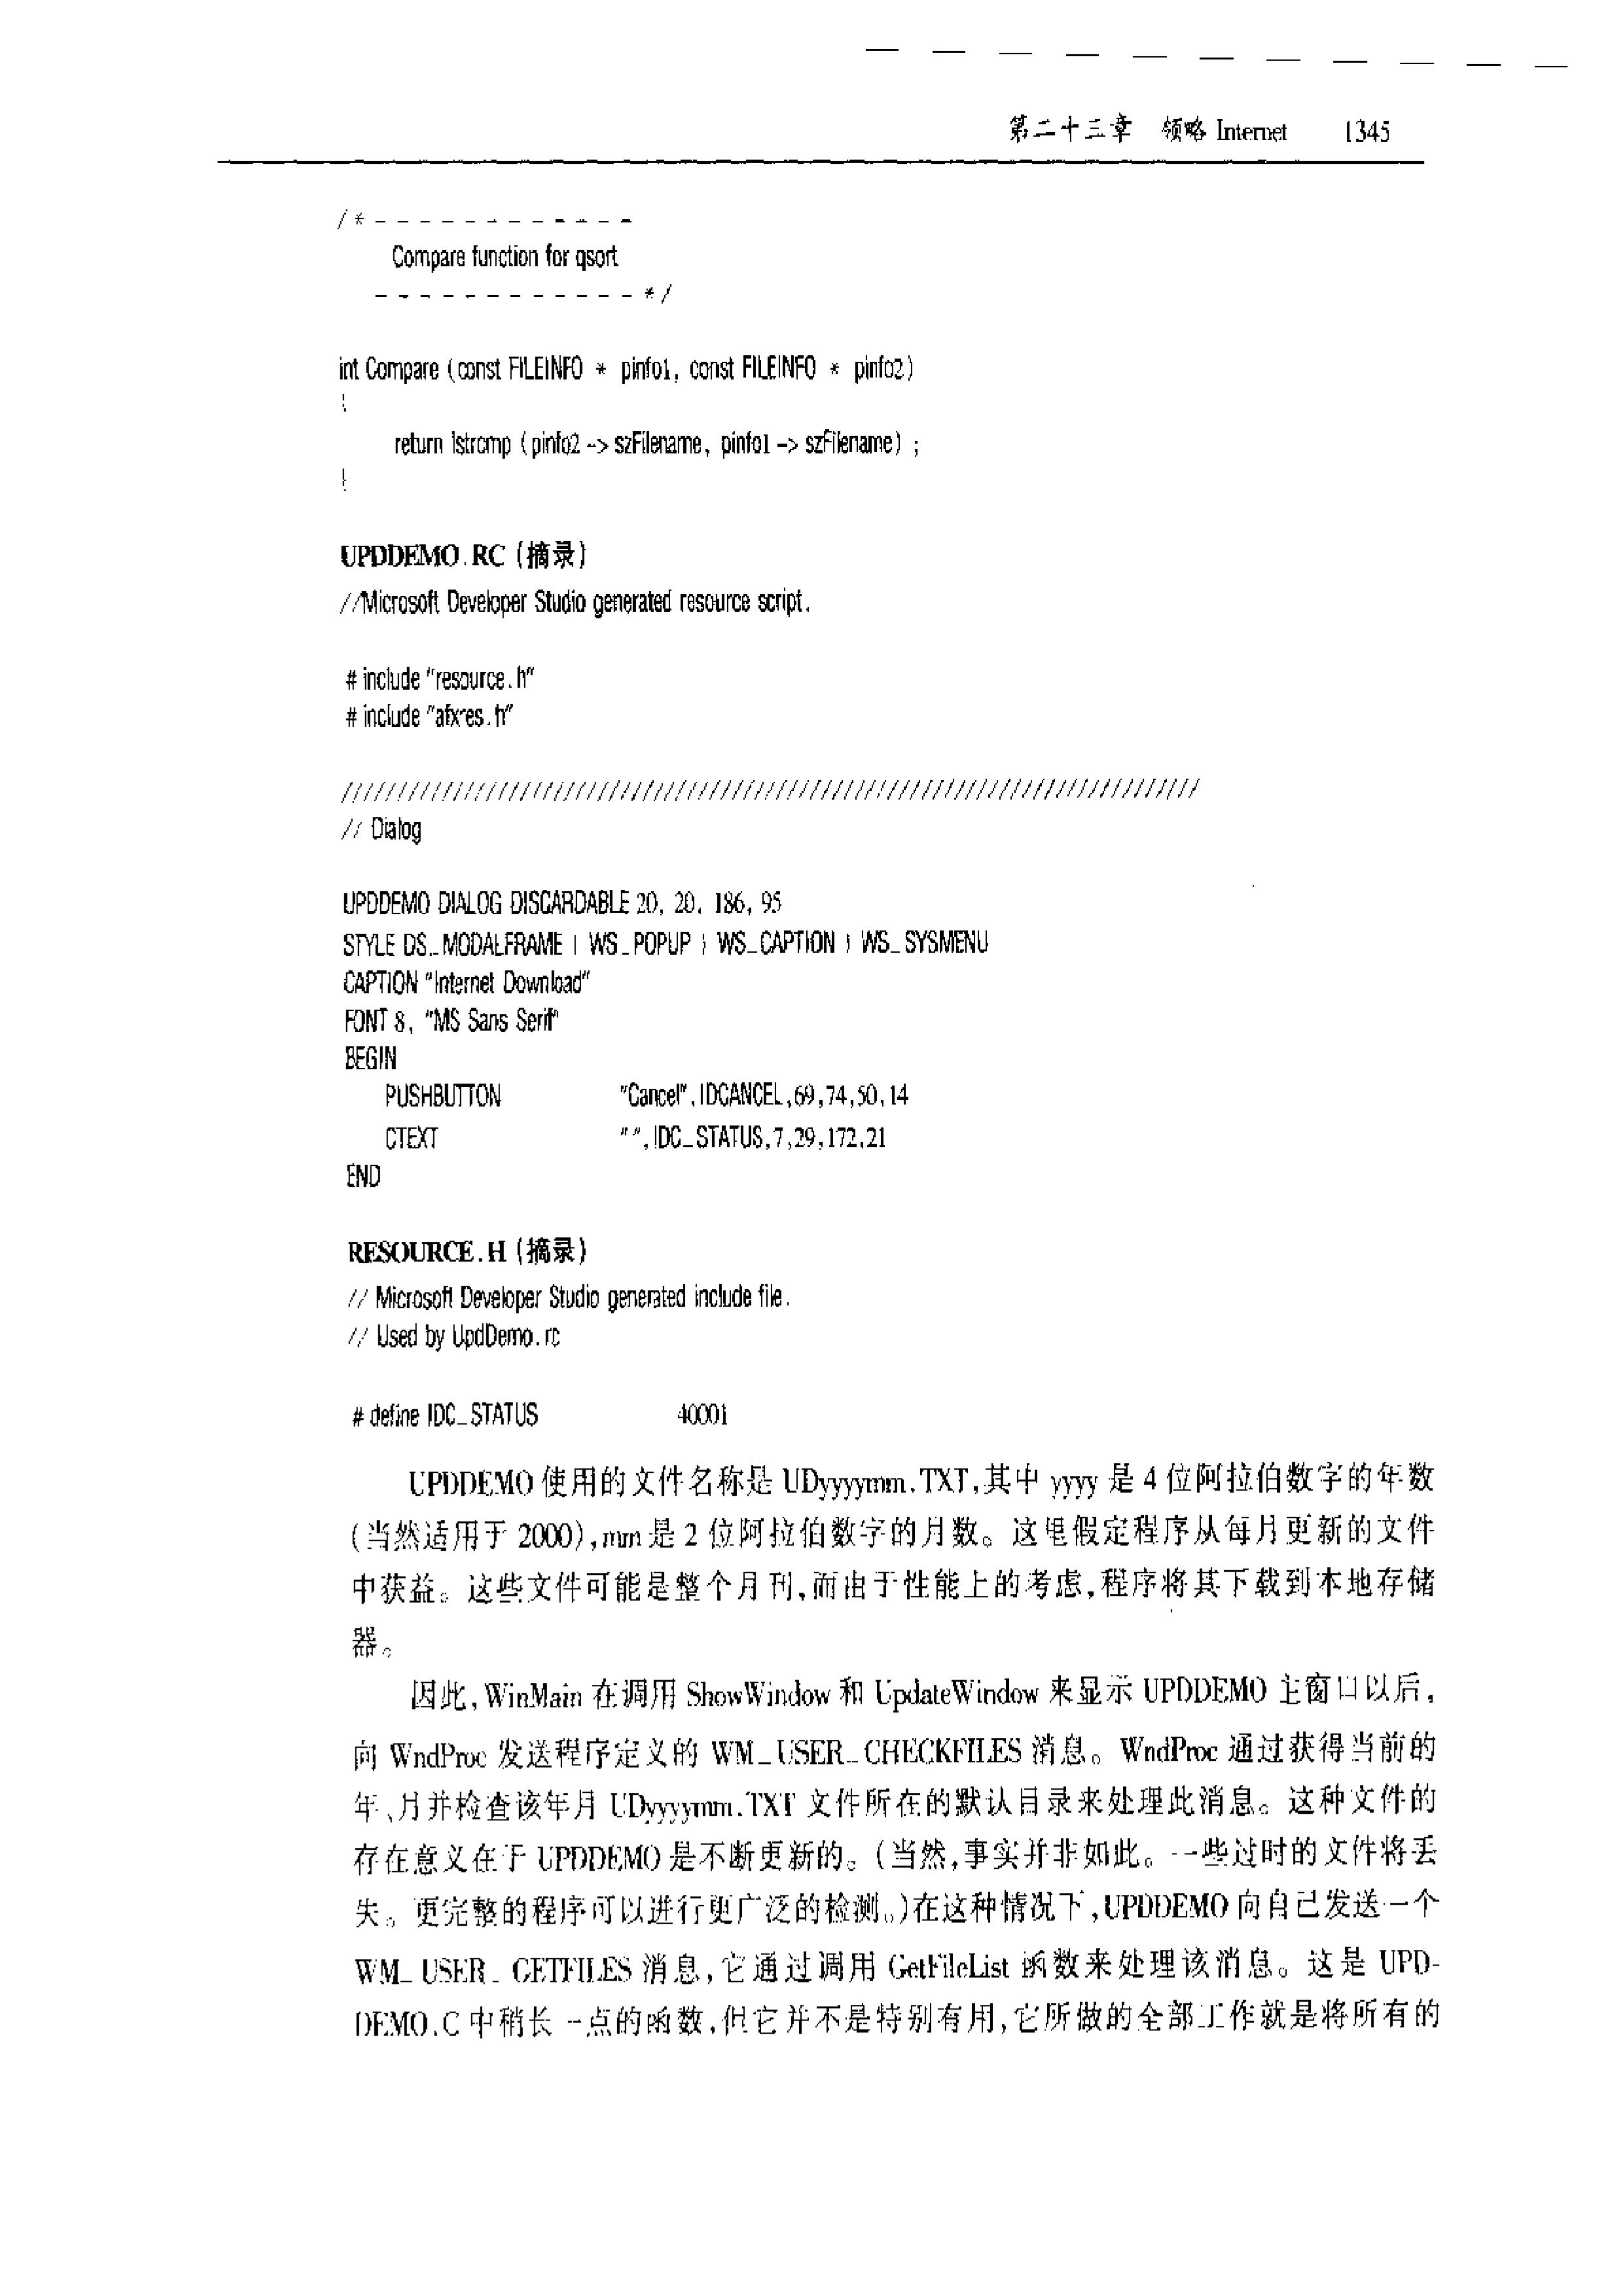 第二十三章 领略 Internet 1345
/* - - - - - - - - - - - -
Compare function for qsort
- - - - - - - - - - - - */
int Compare (const FILEINFO * pinfo1, const FILEINFO * pinfo2)
{
return lstrcmp (pinfo2 -> szFilename, pinfo1 -> szFilename) ;
}
UPDDEMO.RC (摘录)
//Microsoft Developer Studio generated resource script.
# include "resource.h"
# include "afxres.h"
/////////////////////////////////////////////////////////////////////////////
// Dialog
UPDDEMO DIALOG DISCARDABLE 20, 20, 186, 95
STYLE DS_MODALFRAME | WS_POPUP | WS_CAPTION | WS_SYSMENU
CAPTION "Internet Download"
FONT 8, "MS Sans Serif"
BEGIN
PUSHBUTTON "Cancel",IDCANCEL,69,74,50,14
CTEXT "",IDC_STATUS,7,29,172,21
END
RESOURCE.H (摘录)
// Microsoft Developer Studio generated include file.
// Used by UpdDemo.rc
# define IDC_STATUS 40001
UPDDEMO 使用的文件名称是 UDyyyymm.TXT,其中 yyyy 是 4 位阿拉伯数字的年数
(当然适用于 2000),mm 是 2 位阿拉伯数字的月数。这里假定程序从每月更新的文件
中获益。这些文件可能是整个月刊,而由于性能上的考虑,程序将其下载到本地存储
器。
因此,WinMain 在调用 ShowWindow 和 UpdateWindow 来显示 UPDDEMO 主窗口以后,
向 WndProc 发送程序定义的 WM_USER_CHECKFILES 消息。WndProc 通过获得当前的
年、月并检查该年月 UDyyyymm.TXT 文件所在的默认目录来处理此消息。这种文件的
存在意义在于 UPDDEMO 是不断更新的。(当然,事实并非如此。一些过时的文件将丢
失。更完整的程序可以进行更广泛的检测。)在这种情况下,UPDDEMO 向自己发送一个
WM_USER_GETFILES 消息,它通过调用 GetFileList 函数来处理该消息。这是 UPD-
DEMO.C 中稍长一点的函数,但它并不是特别有用,它所做的全部工作就是将所有的